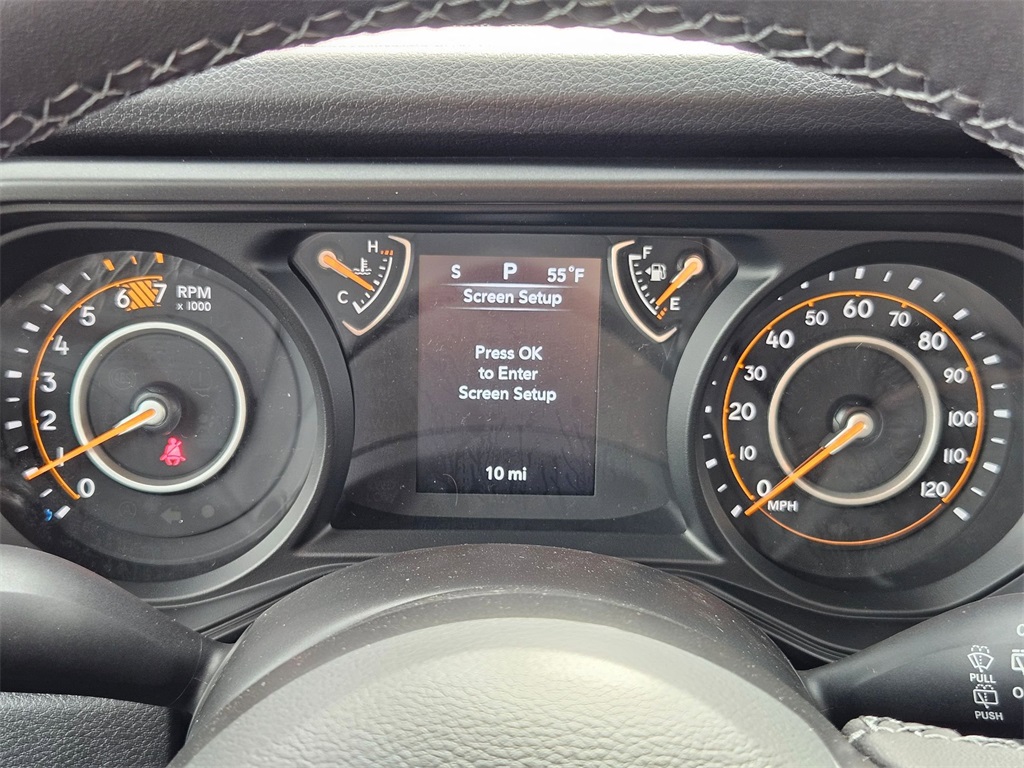 6 7 RPM
x 1000
5
4
3
2
1
0
H
C
S P 55°F
Screen Setup
Press OK
to Enter
Screen Setup
10 mi
F
E
0 10 20 30 40 50 60 70 80 90 100 110 120
MPH
PULL
PUSH